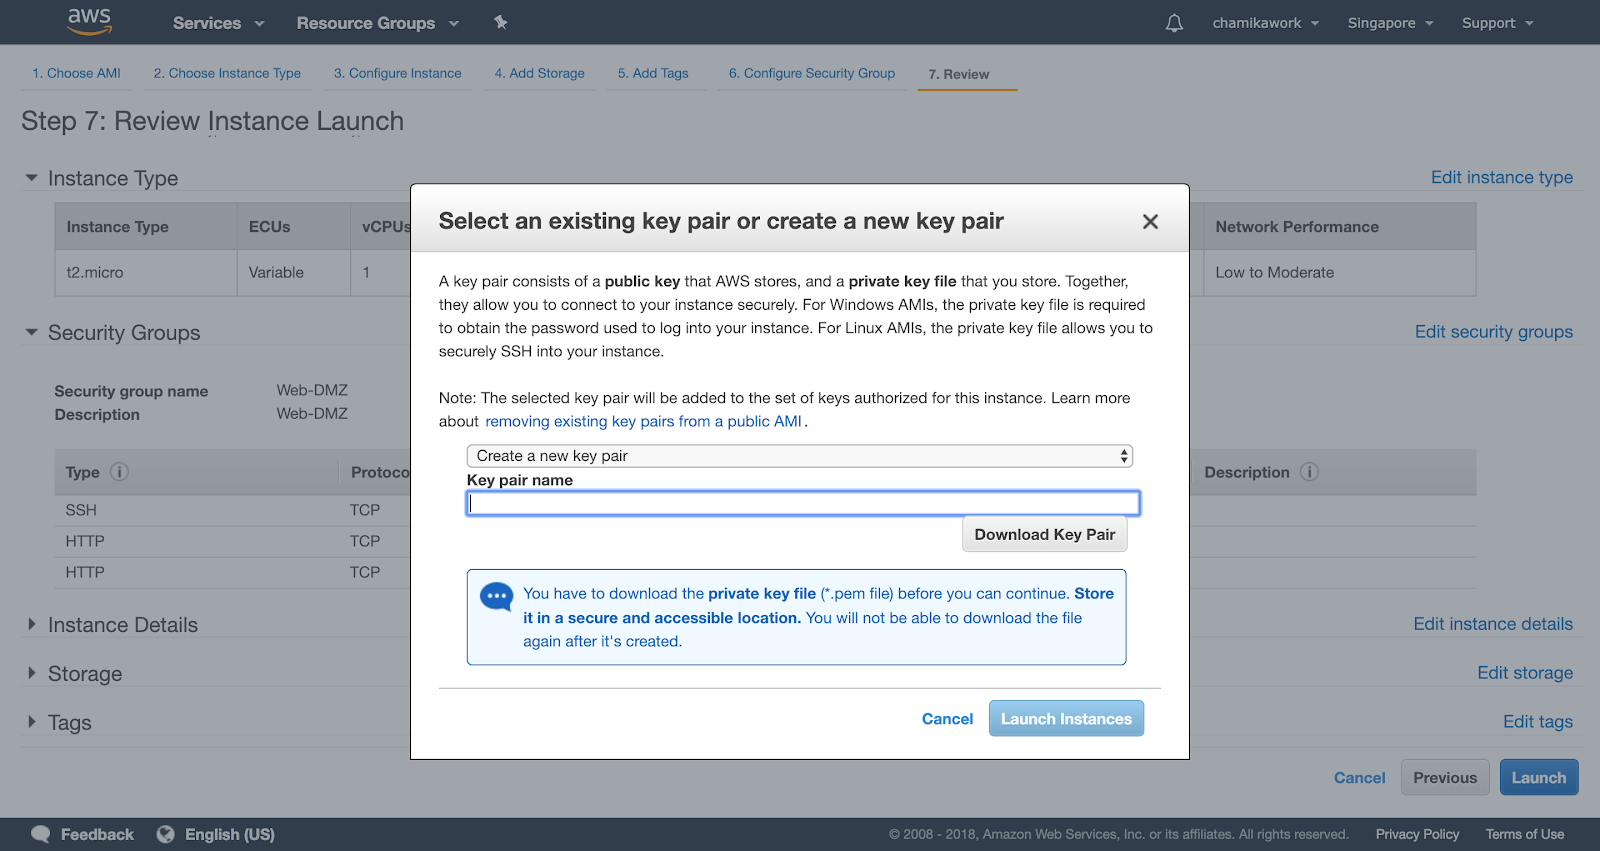 aws Services Resource Groups chamikawork Singapore Support
1. Choose AMI 2. Choose Instance Type 3. Configure Instance 4. Add Storage 5. Add Tags 6. Configure Security Group 7. Review
Step 7: Review Instance Launch
Instance Type Edit instance type
Instance Type ECUs vCPUs Network Performance
t2.micro Variable 1 Low to Moderate
Security Groups Edit security groups
Security group name Web-DMZ
Description Web-DMZ
Type Protoco Description
SSH TCP
HTTP TCP
HTTP TCP
Instance Details Edit instance details
Storage Edit storage
Tags Edit tags
Select an existing key pair or create a new key pair
A key pair consists of a public key that AWS stores, and a private key file that you store. Together,
they allow you to connect to your instance securely. For Windows AMIs, the private key file is required
to obtain the password used to log into your instance. For Linux AMIs, the private key file allows you to
securely SSH into your instance.
Note: The selected key pair will be added to the set of keys authorized for this instance. Learn more
about removing existing key pairs from a public AMI.
Create a new key pair
Key pair name
Download Key Pair
You have to download the private key file (*.pem file) before you can continue. Store
it in a secure and accessible location. You will not be able to download the file
again after it's created.
Cancel Launch Instances
Cancel Previous Launch
Feedback English (US) © 2008 - 2018, Amazon Web Services, Inc. or its affiliates. All rights reserved. Privacy Policy Terms of Use